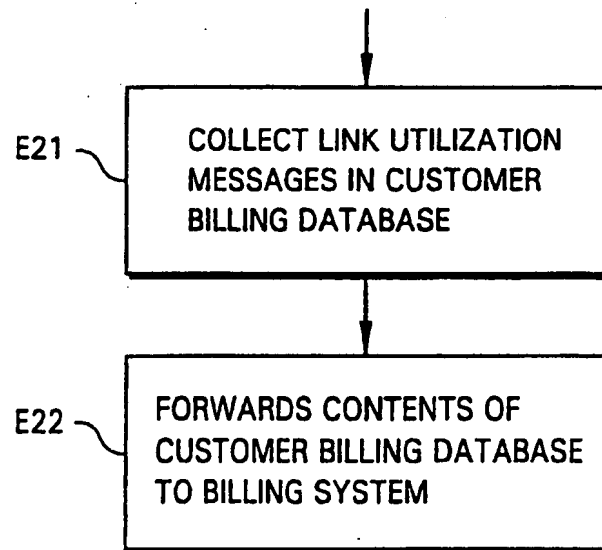 E21
COLLECT LINK UTILIZATION
MESSAGES IN CUSTOMER
BILLING DATABASE
E22
FORWARDS CONTENTS OF
CUSTOMER BILLING DATABASE
TO BILLING SYSTEM